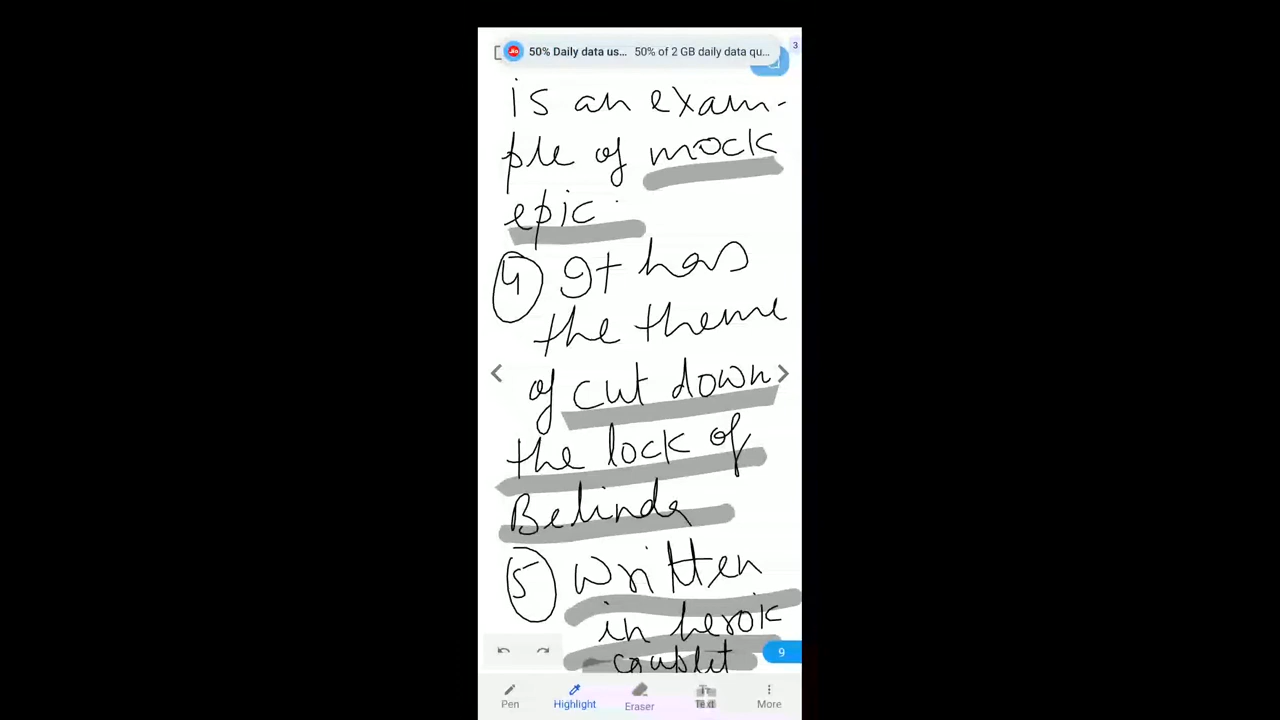 50% Daily data us... 50% of 2 GB daily data qu...
3
is an exam-
ple of mock
epic.
4 It has
the theme
of cut down
the lock of
Belinda
5 written
in heroic
couplet
9
Pen Highlight Eraser Text More